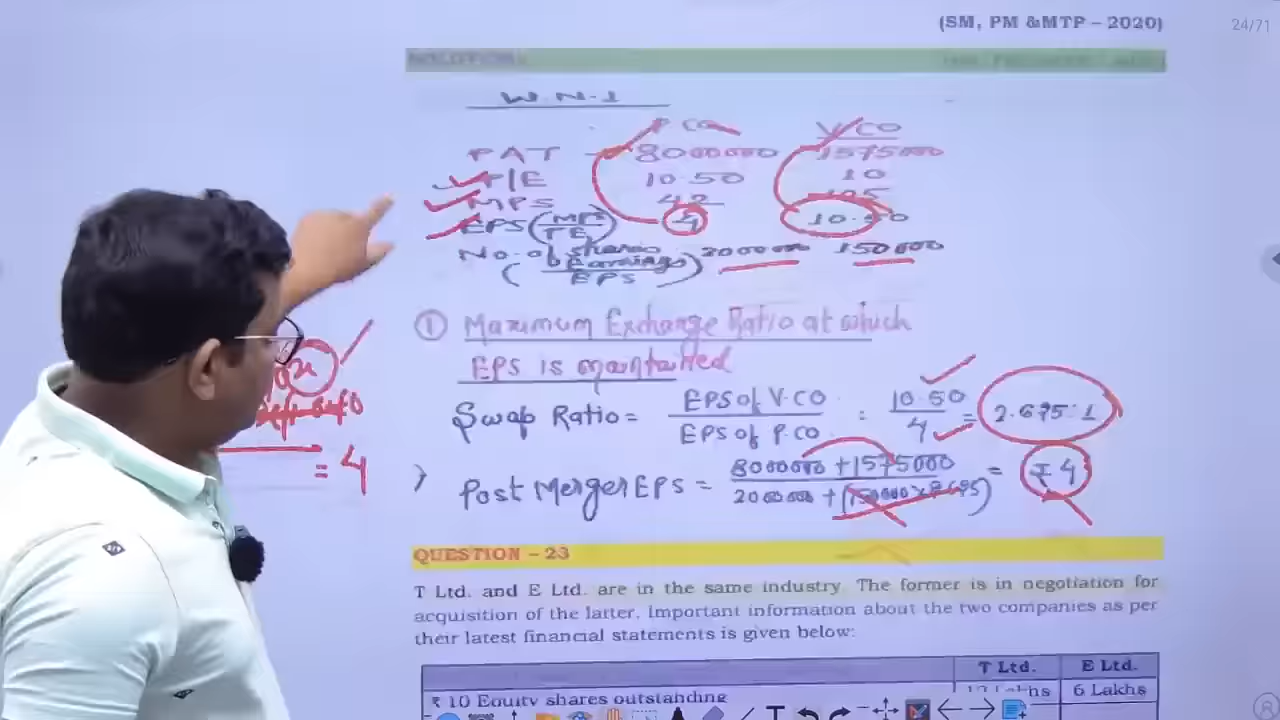 (SM, PM &MTP – 2020)
24/71
SOLUTION:
W.N-1
P CO V.CO
PAT 8000000 1575000
P/E 10.50 10
MPS 42 105
EPS (MPS/PE) 4 10.50
No. of shares 2000000 150000
(Earnings/EPS)
① Maximum Exchange Ratio at which
EPS is maintained
Swap Ratio = EPS of V.CO / EPS of P.CO : 10.50 / 4 = 2.625:1
Post Merger EPS = 8000000 + 1575000 / 2000000 + (150000 x 2.625) = ₹ 4
= 4
QUESTION – 23
T Ltd. and E Ltd. are in the same industry. The former is in negotiation for
acquisition of the latter. Important information about the two companies as per
their latest financial statements is given below:
T Ltd. E Ltd.
₹ 10 Equity shares outstanding 6 Lakhs